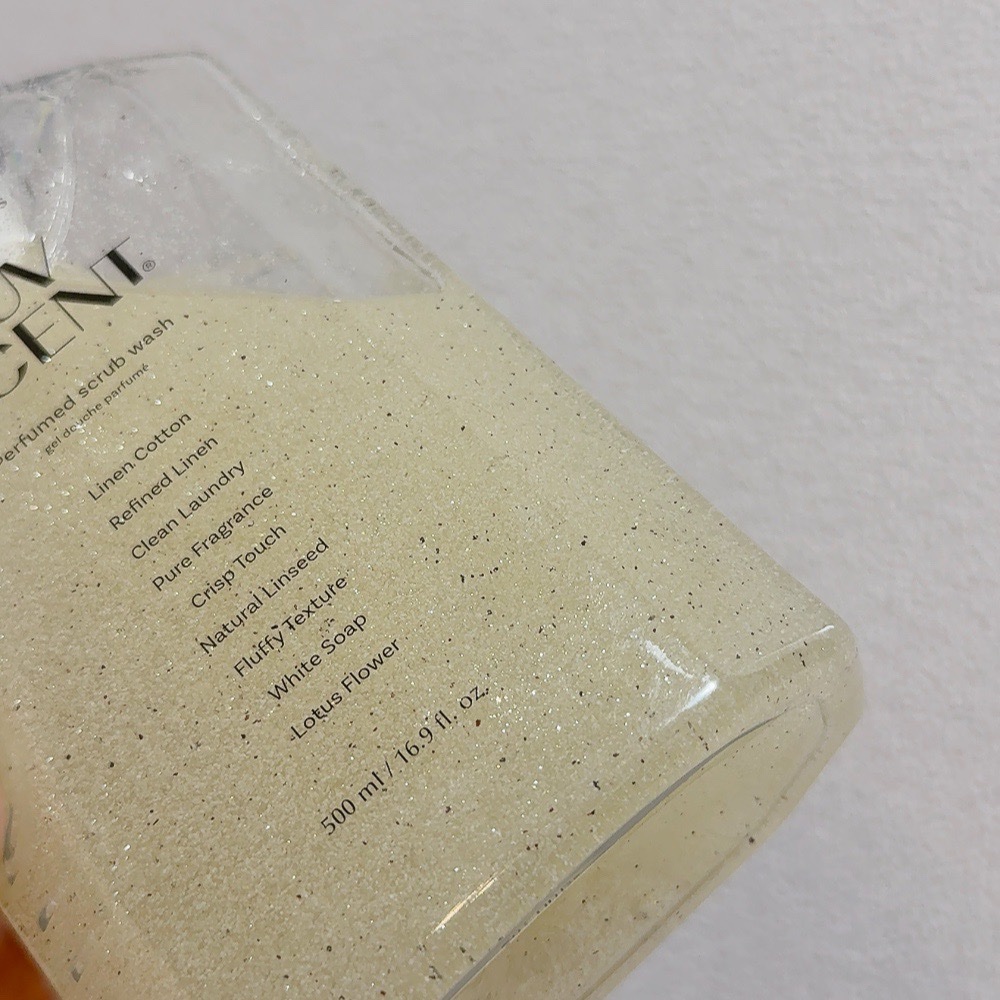 UV
CENT®
Perfumed scrub wash
gel douche parfumé
Linen Cotton
Refined Linen
Clean Laundry
Pure Fragrance
Crisp Touch
Natural Linseed
Fluffy Texture
White Soap
Lotus Flower
500 ml / 16.9 fl. oz.